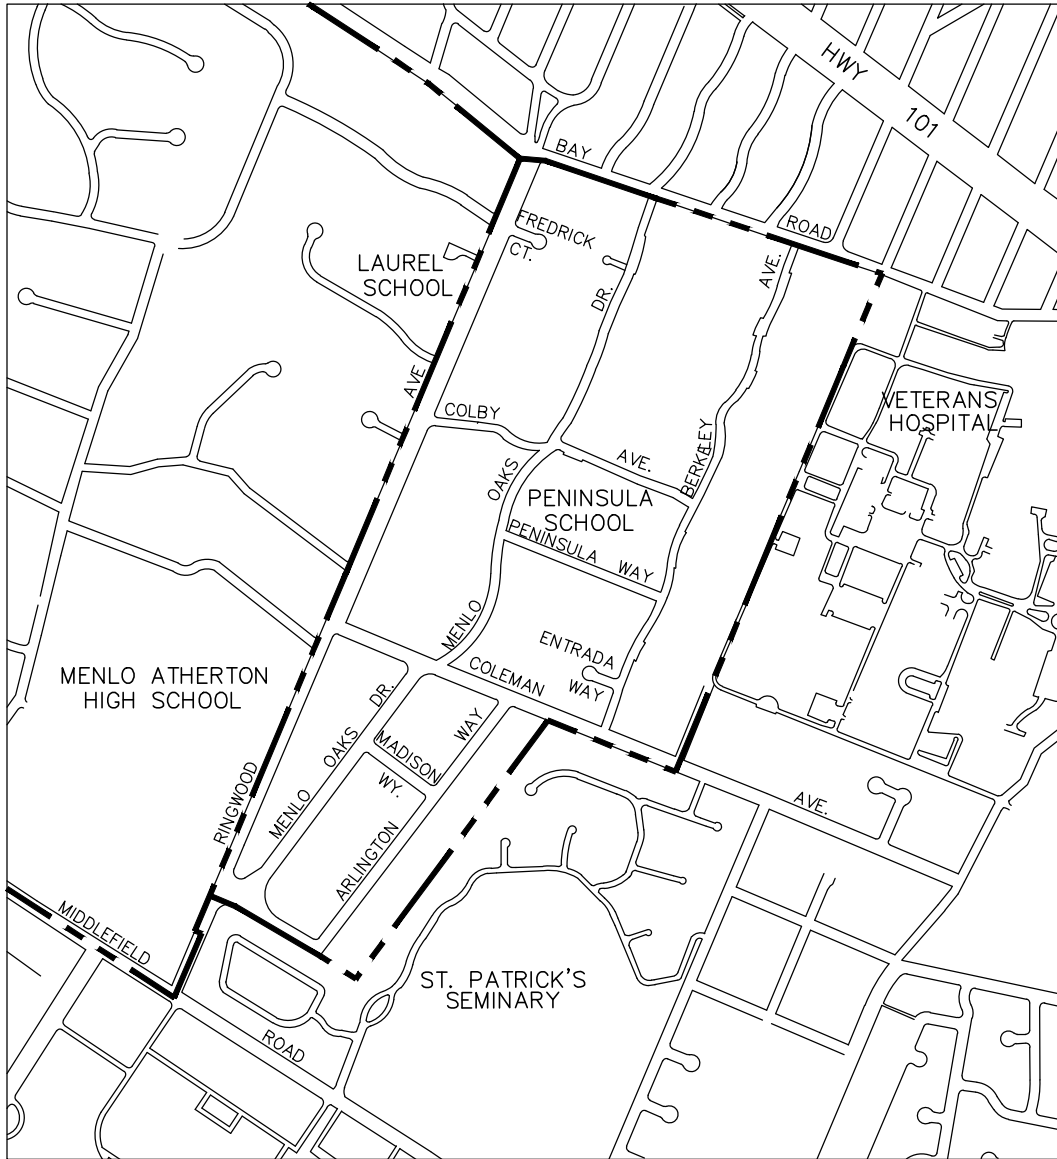 HWY
101
BAY
ROAD
FREDRICK
CT.
LAUREL
SCHOOL
DR.
AVE.
AVE
COLBY
AVE.
VETERANS
HOSPITAL
BERKELEY
OAKS
PENINSULA
SCHOOL
PENINSULA WAY
MENLO
ENTRADA
WAY
COLEMAN
MENLO ATHERTON
HIGH SCHOOL
DR.
OAKS
MENLO
MADISON
WY.
WAY
ARLINGTON
AVE.
RINGWOOD
MIDDLEFIELD
ROAD
ST. PATRICK'S
SEMINARY